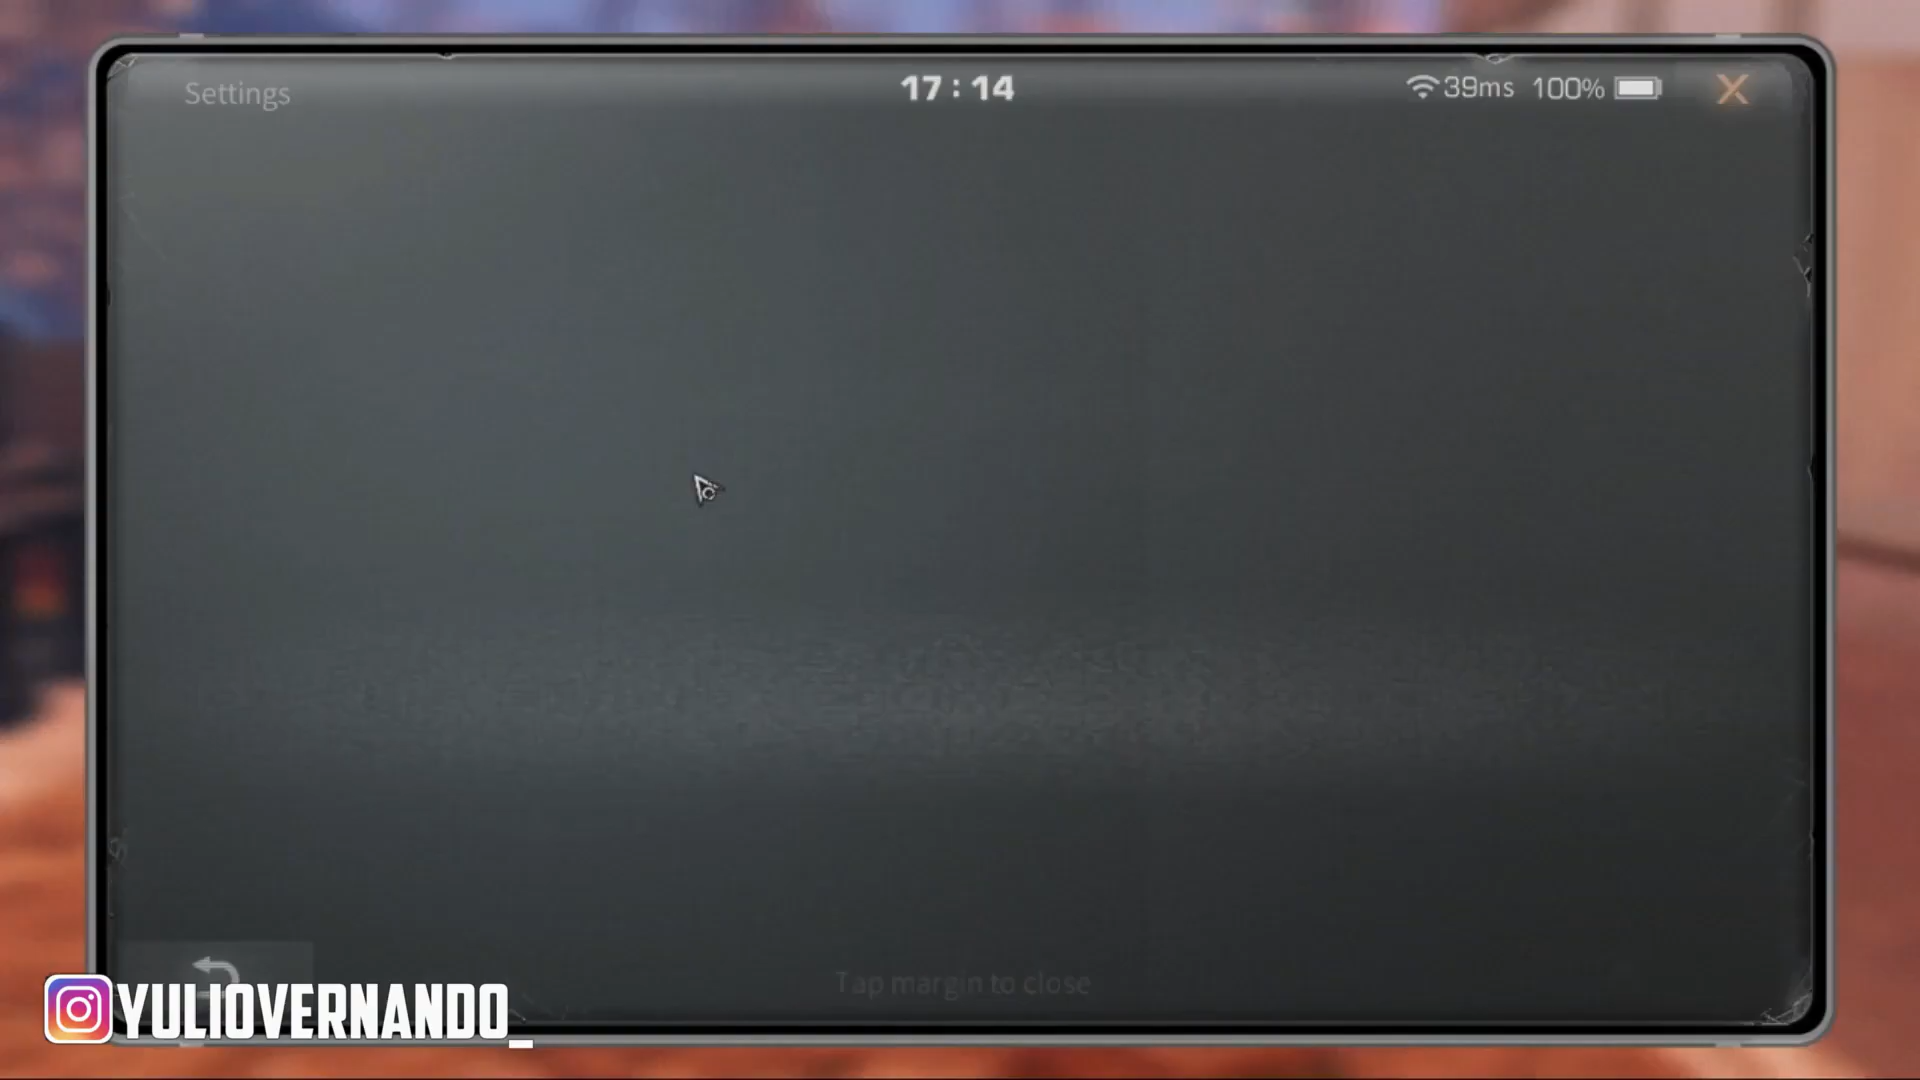 Settings
17 : 14
39ms
100%
X
Tap margin to close
YULIOVERNANDO_